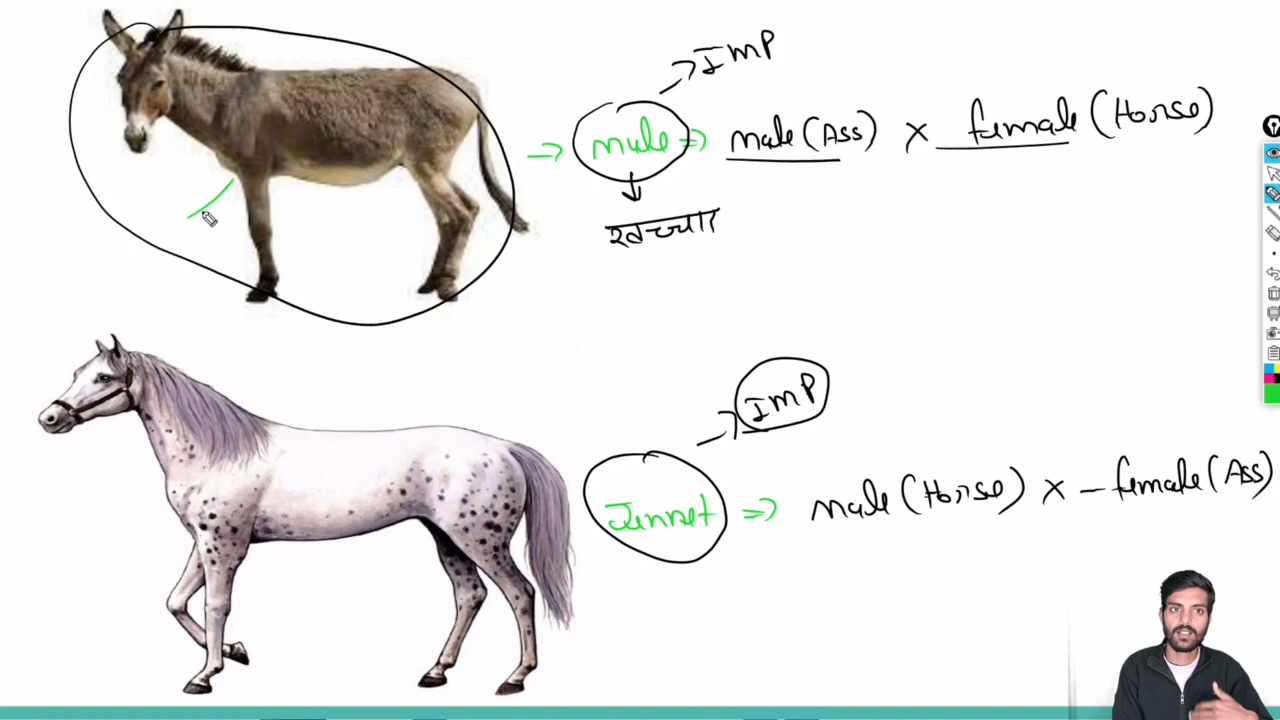 → IMP
→ mule ⇒ male (Ass) × female (Horse)
खच्चर
→ IMP
Jennet ⇒ male (Horse) × female (Ass)